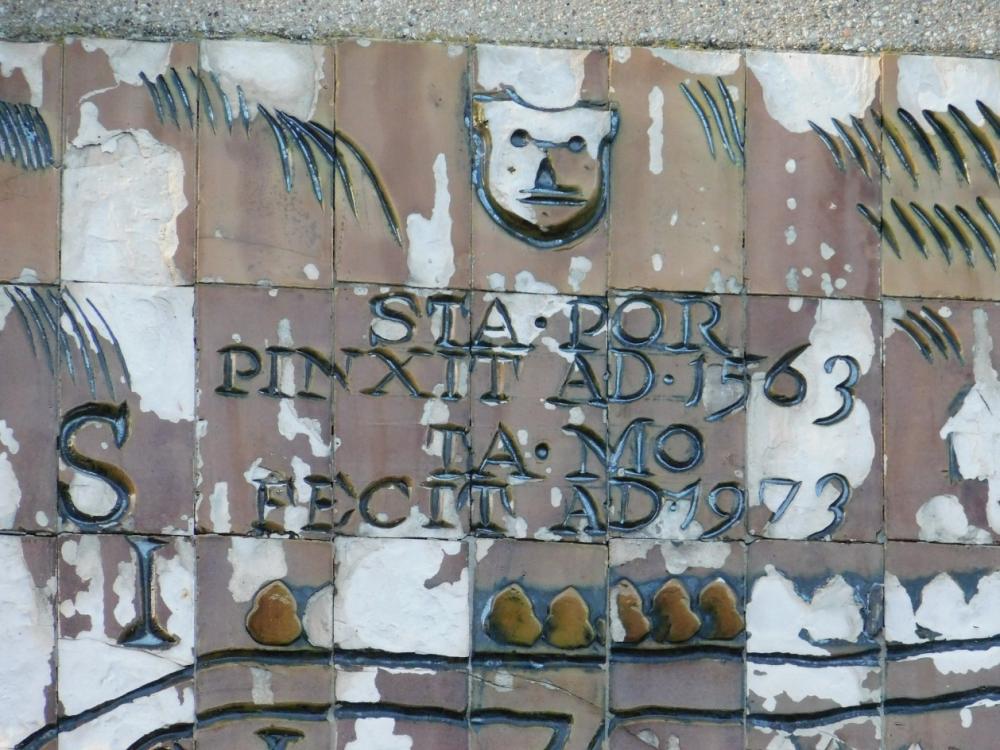 STA·POR
PINXIT AD·1563
TA·MO
FECIT AD·1973
S
I